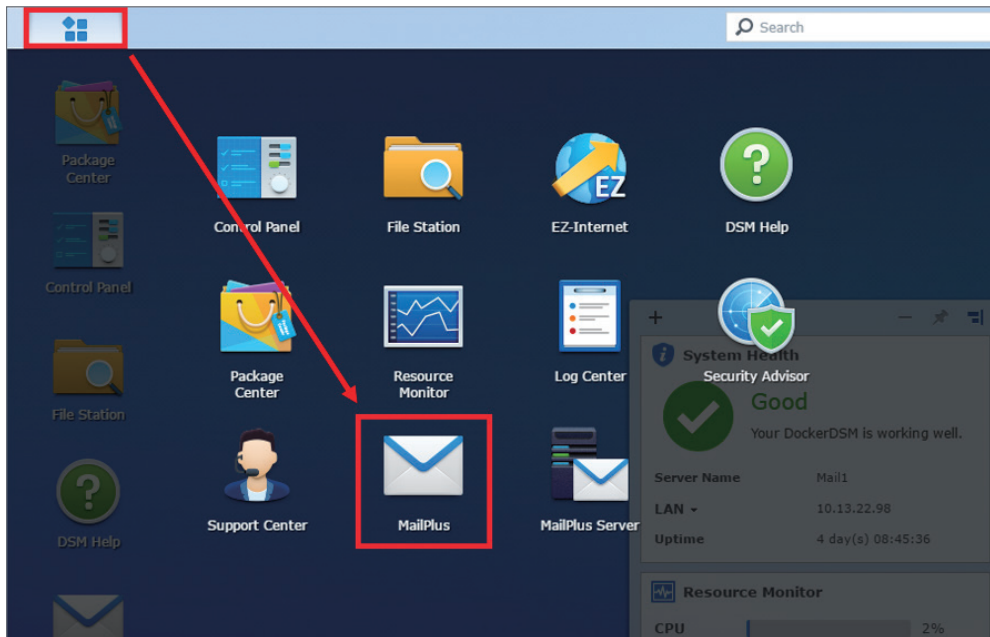 Search
Package
Center
Control Panel
File Station
DSM Help
Control Panel
File Station
EZ
EZ-Internet
DSM Help
Package
Center
Resource
Monitor
Log Center
Security Advisor
Support Center
MailPlus
MailPlus Server
System Health
Good
Your DockerDSM is working well.
Server Name Mail1
LAN 10.13.22.98
Uptime 4 day(s) 08:45:36
Resource Monitor
CPU 2%